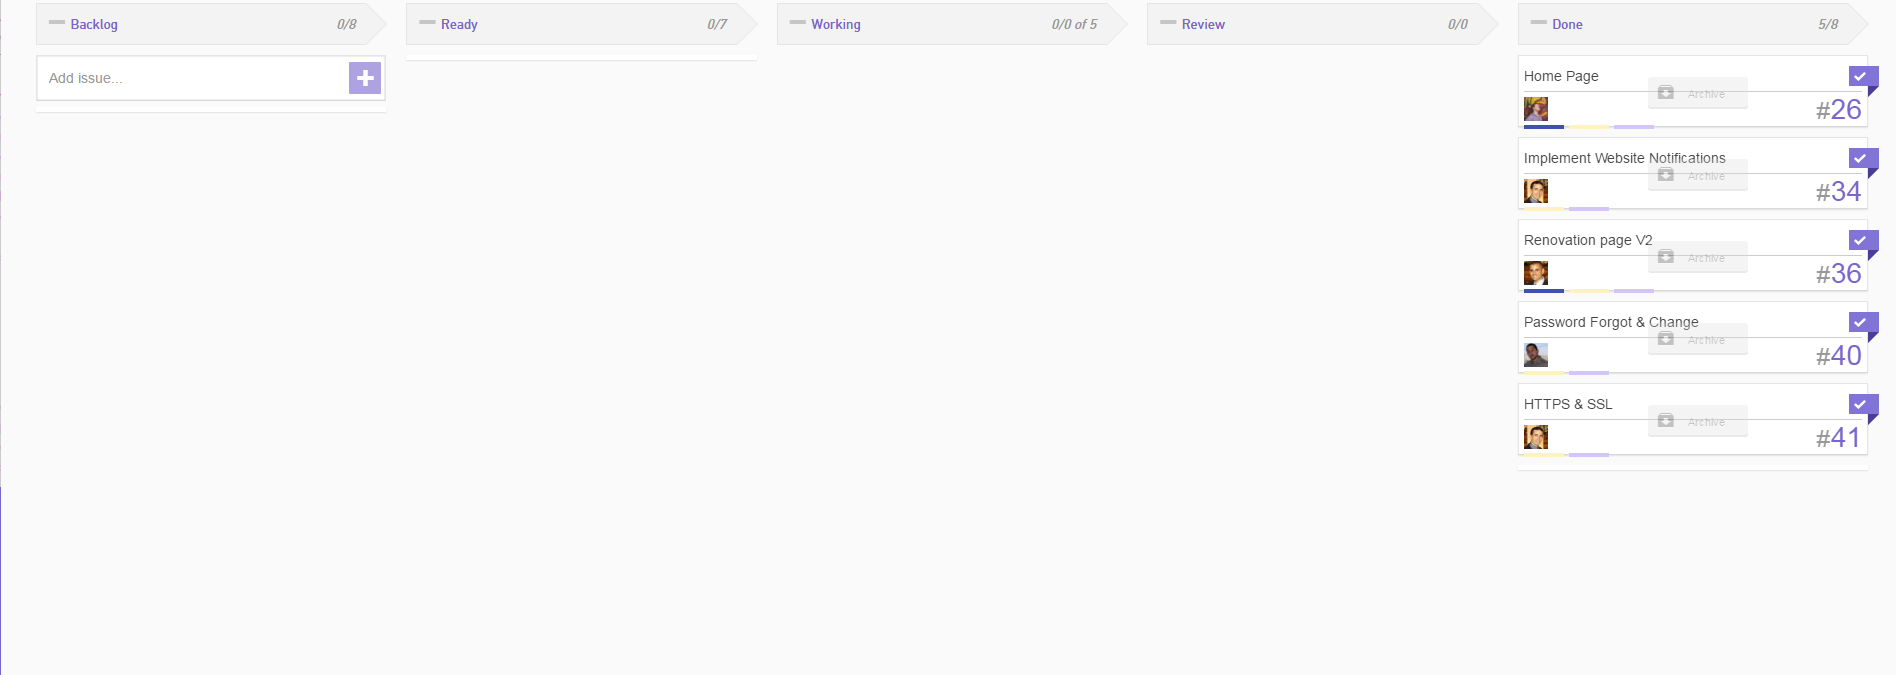 Backlog 0/8
Ready 0/7
Working 0/0 of 5
Review 0/0
Done 5/8
Add issue...
Home Page
Archive
#26
Implement Website Notifications
Archive
#34
Renovation page V2
Archive
#36
Password Forgot & Change
Archive
#40
HTTPS & SSL
Archive
#41